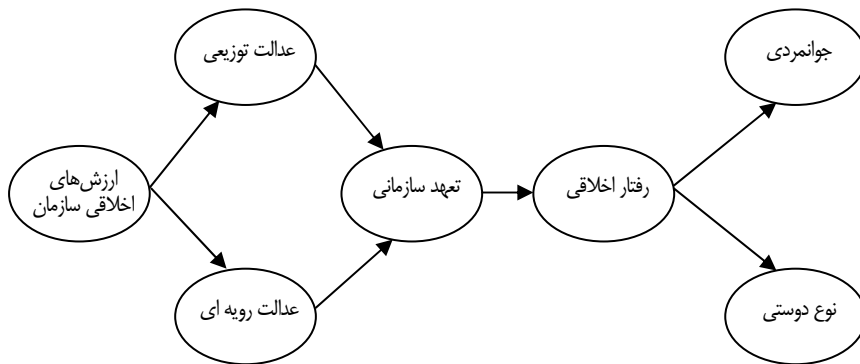 عدالت توزیعی
جوانمردی
ارزش‌های
اخلاقی سازمان
تعهد سازمانی
رفتار اخلاقی
عدالت رویه ای
نوع دوستی